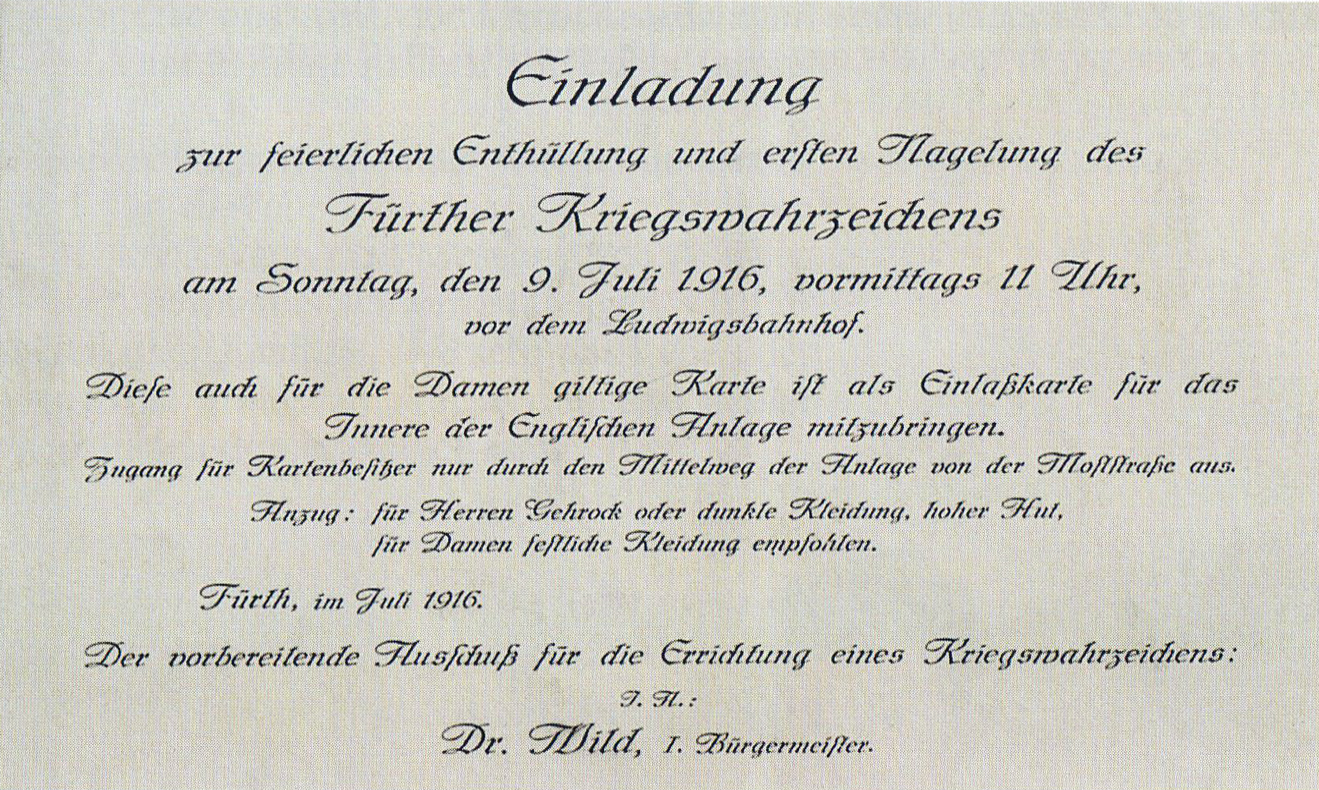 Einladung
zur feierlichen Enthüllung und ersten Nagelung des
Fürther Kriegswahrzeichens
am Sonntag, den 9. Juli 1916, vormittags 11 Uhr,
vor dem Ludwigsbahnhof.
Diese auch für die Damen giltige Karte ist als Einlaßkarte für das
Innere der Englischen Anlage mitzubringen.
Zugang für Kartenbesitzer nur durch den Mittelweg der Anlage von der Moststraße aus.
Anzug: für Herren Gehrock oder dunkle Kleidung, hoher Hut,
für Damen festliche Kleidung empfohlen.
Fürth, im Juli 1916.
Der vorbereitende Ausschuß für die Errichtung eines Kriegswahrzeichens:
I. A.:
Dr. Wild, I. Bürgermeister.